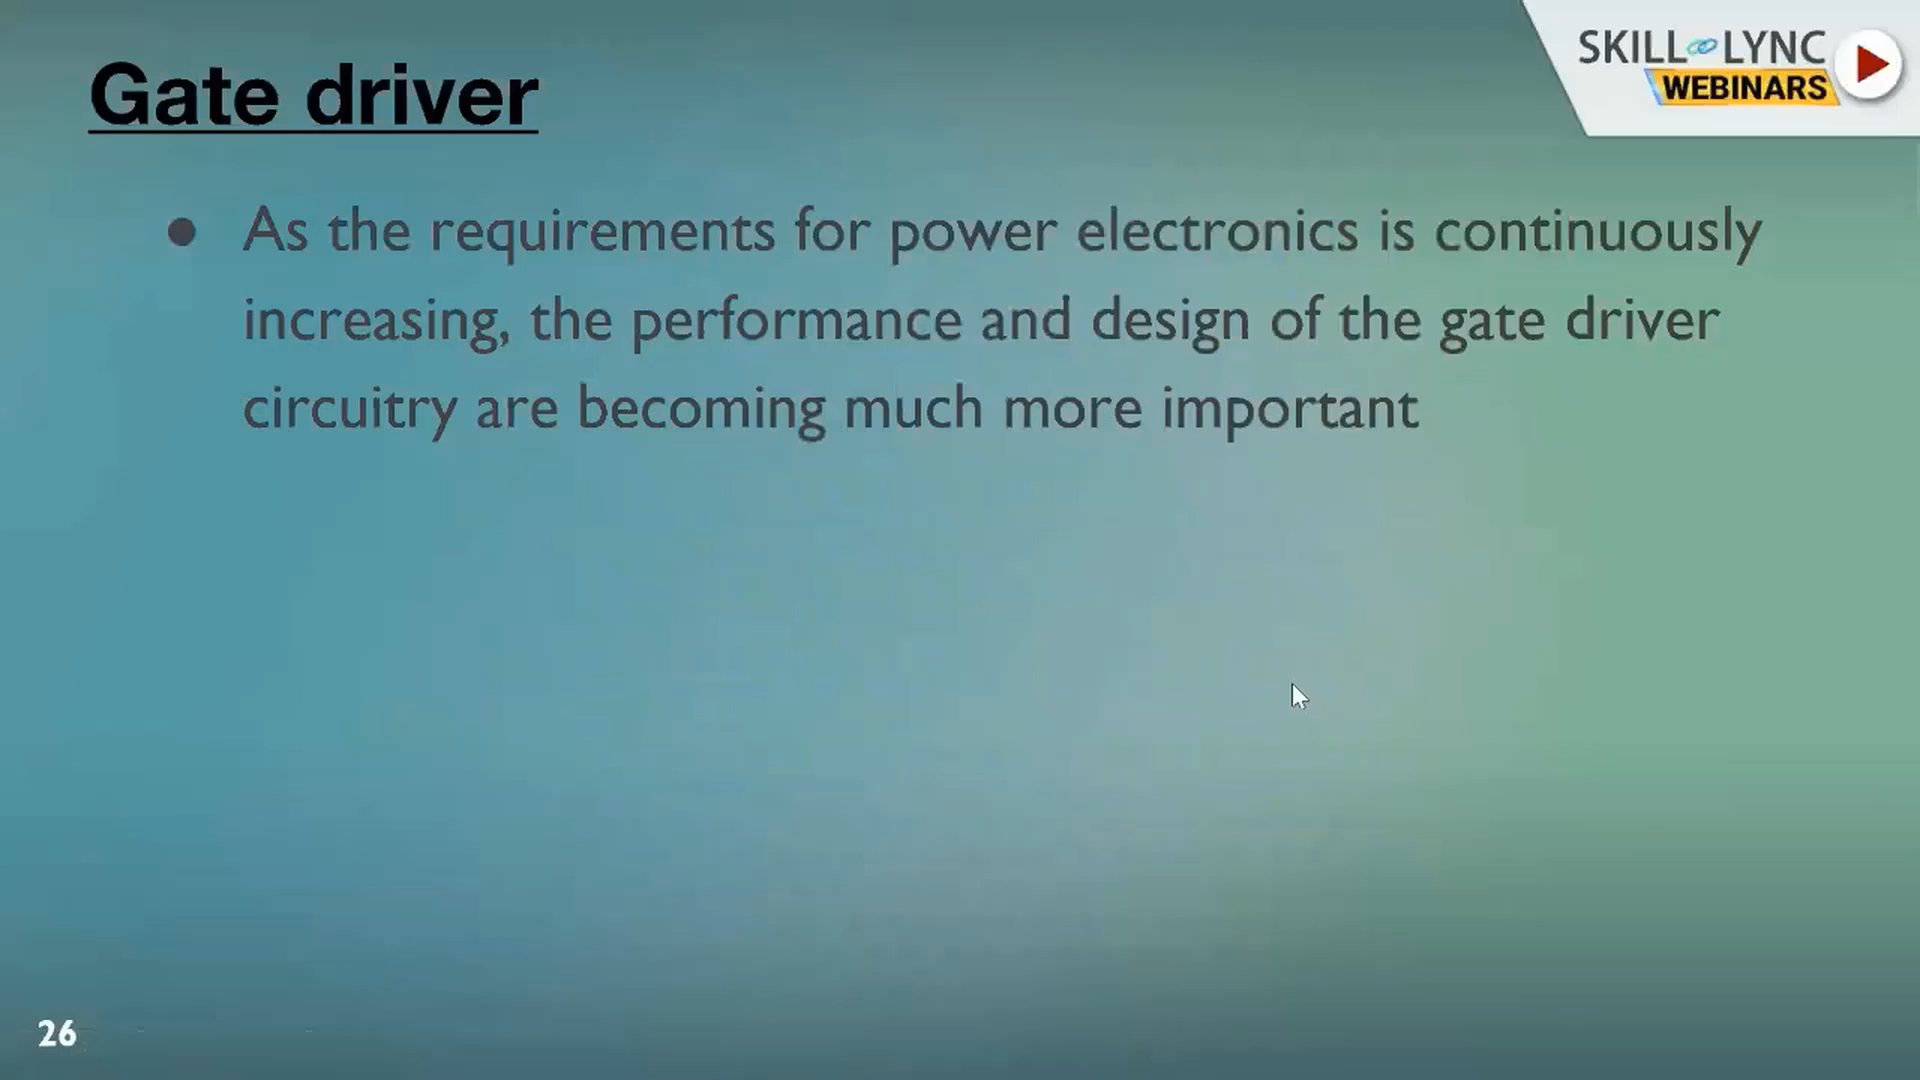 Gate driver
SKILL LYNC
WEBINARS
● As the requirements for power electronics is continuously
increasing, the performance and design of the gate driver
circuitry are becoming much more important
26